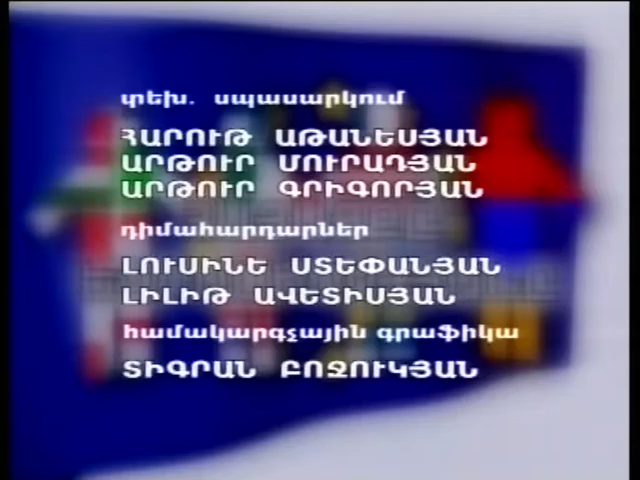 տեխ. սպասարկում
ՀԱՐՈՒԹ ԱԹԱՆԵՍՅԱՆ
ԱՐԹՈՒՐ ՄՈՒՐԱԴՅԱՆ
ԱՐԹՈՒՐ ԳՐԻԳՈՐՅԱՆ
դիմահարդարներ
ԼՈՒՍԻՆԵ ՍՏԵՓԱՆՅԱՆ
ԼԻԼԻԹ ԱՎԵՏԻՍՅԱՆ
համակարգչային գրաֆիկա
ՏԻԳՐԱՆ ԲՈՋՈՒԿՅԱՆ